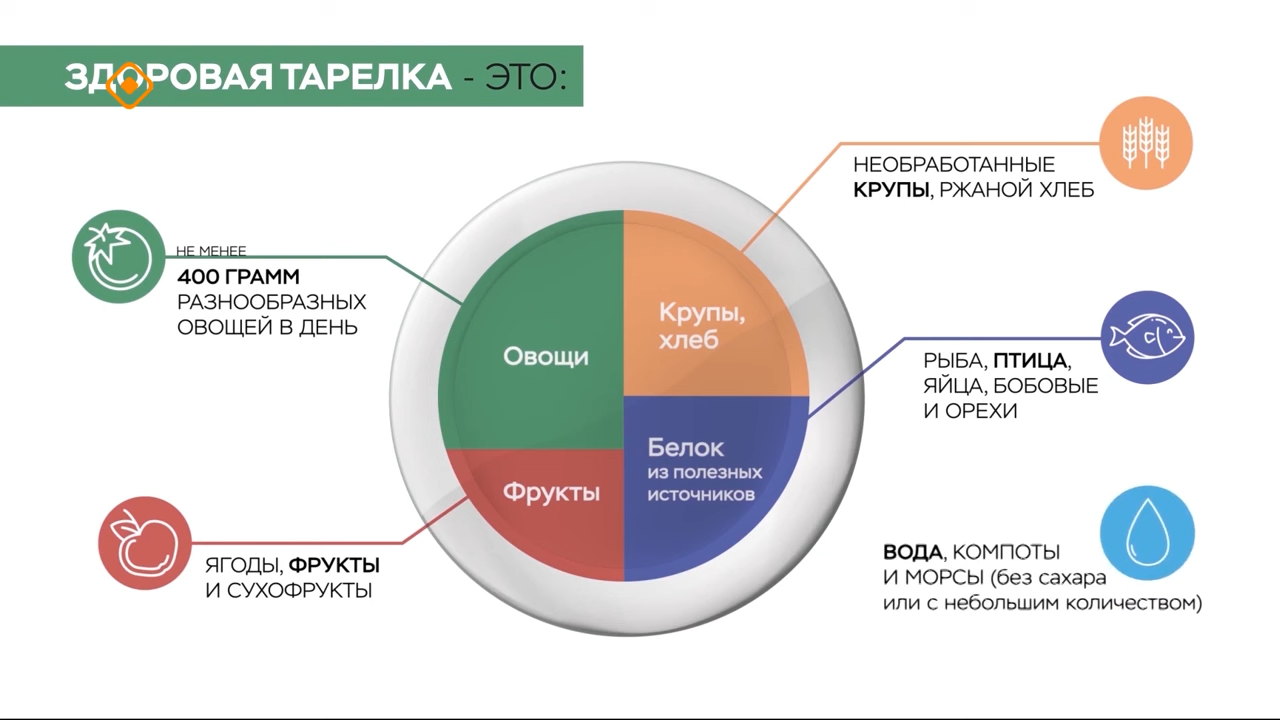 ЗДОРОВАЯ ТАРЕЛКА - ЭТО:
НЕОБРАБОТАННЫЕ
КРУПЫ, РЖАНОЙ ХЛЕБ
НЕ МЕНЕЕ
400 ГРАММ
РАЗНООБРАЗНЫХ
ОВОЩЕЙ В ДЕНЬ
Овощи
Крупы,
хлеб
РЫБА, ПТИЦА,
ЯЙЦА, БОБОВЫЕ
И ОРЕХИ
Фрукты
Белок
из полезных
источников
ЯГОДЫ, ФРУКТЫ
И СУХОФРУКТЫ
ВОДА, КОМПОТЫ
И МОРСЫ (без сахара
или с небольшим количеством)